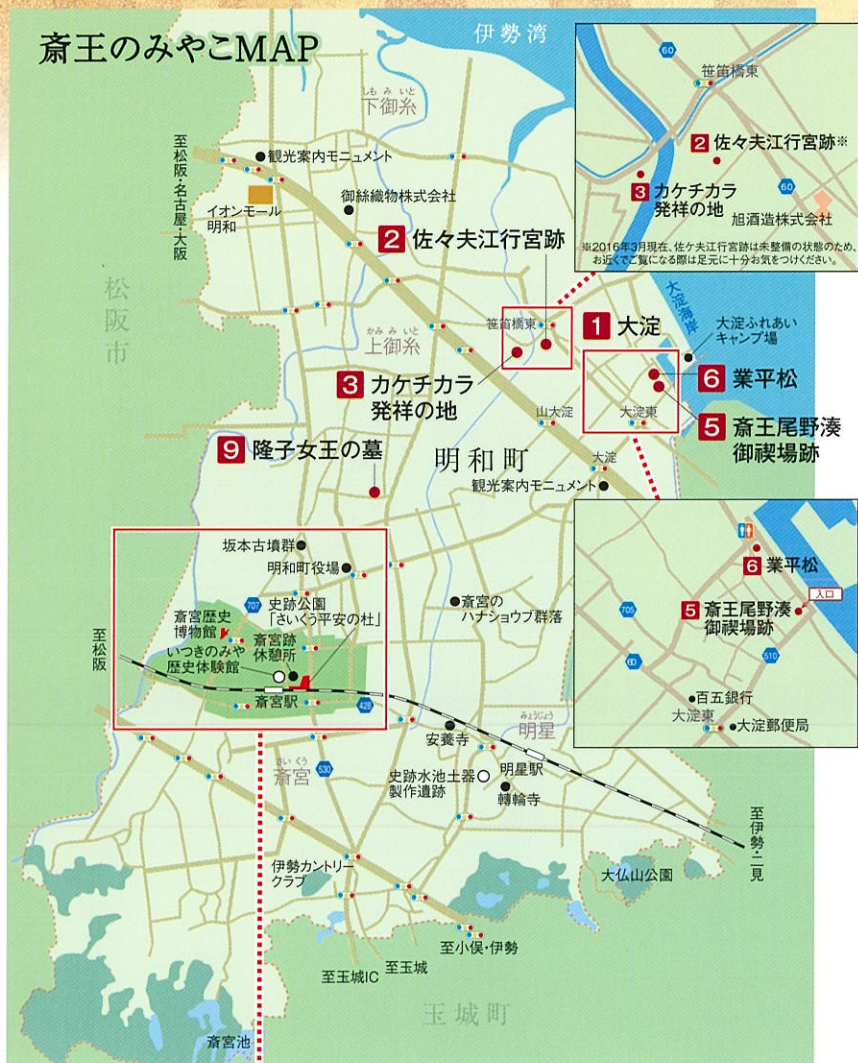 斎王のみやこMAP
伊勢湾
しもみいと
下御糸
至松阪・名古屋・大阪
観光案内モニュメント
イオンモール
明和
御絲織物株式会社
2 佐々夫江行宮跡
松阪市
かみみいと
上御糸
笹笛橋東
1 大淀
大淀海岸
大淀ふれあい
キャンプ場
6 業平松
5 斎王尾野湊
御禊場跡
3 カケチカラ
発祥の地
山大淀
大淀東
大淀
観光案内モニュメント
9 隆子女王の墓
明和町
坂本古墳群
明和町役場
707
史跡公園
「さいくう平安の杜」
斎宮歴史
博物館
斎宮跡
休憩所
いつきのみや
歴史体験館
斎宮の
ハナショウブ群落
至松阪
斎宮駅
428
さいくう
斎宮
530
安養寺
みょうじょう
明星
史跡水池土器
製作遺跡
明星駅
轉輪寺
至伊勢・二見
伊勢カントリー
クラブ
大仏山公園
至小俣・伊勢
至玉城
至玉城IC
玉城町
斎宮池
60
笹笛橋東
2 佐々夫江行宮跡※
3 カケチカラ
発祥の地
60
旭酒造株式会社
※2016年3月現在、佐々夫江行宮跡は未整備の状態のため、
お近くでご覧になる際は足元に十分お気をつけください。
6 業平松
入口
5 斎王尾野湊
御禊場跡
705
60
510
百五銀行
大淀東
大淀郵便局